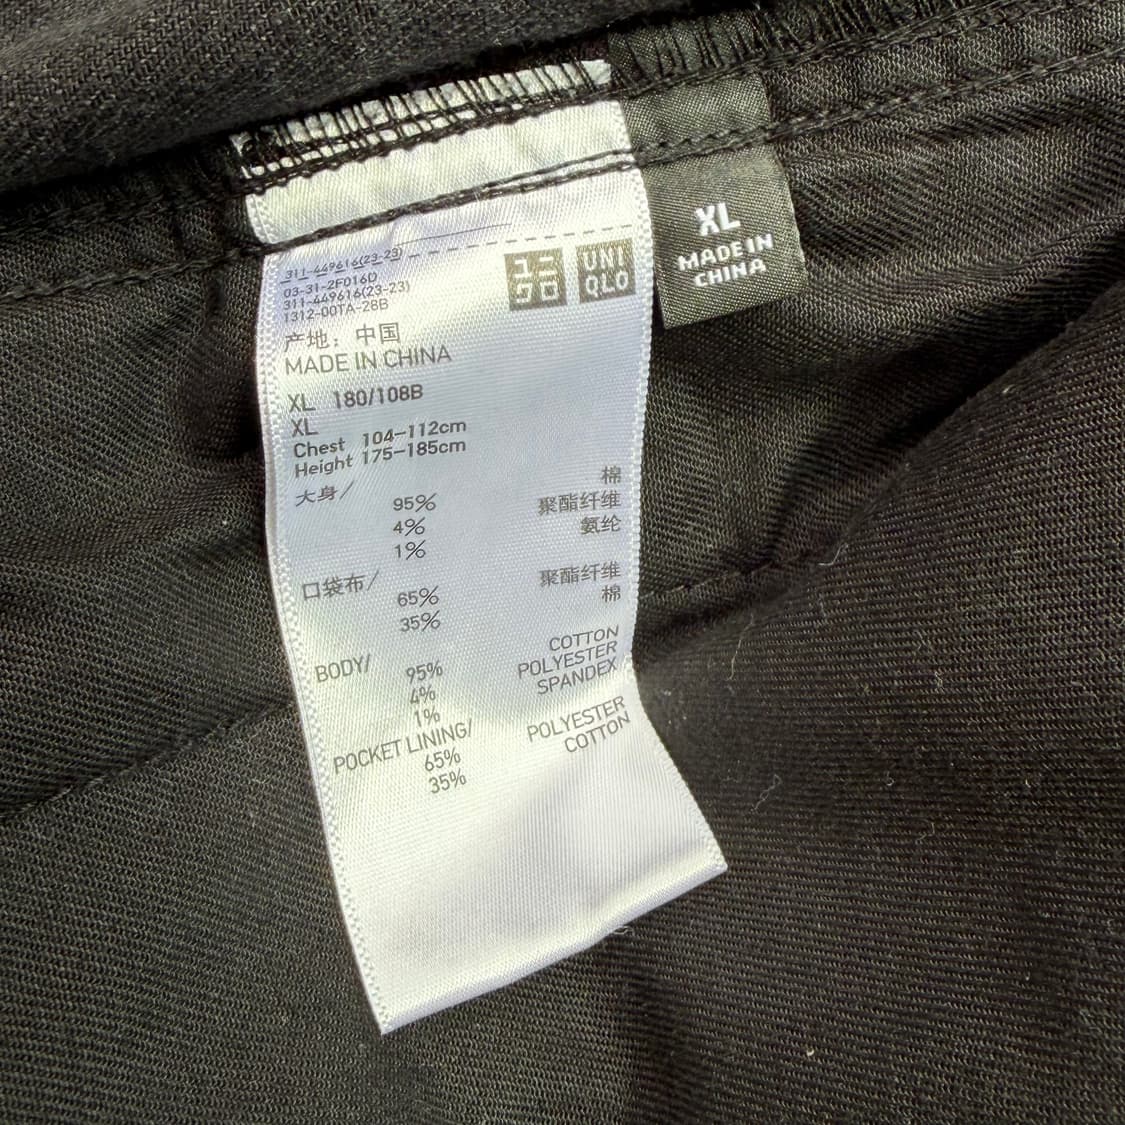 311-449616(23-23)
03-31-2F016D
311-449616(23-23)
1312-00TA-28B
ユニ
クロ
UNI
QLO
XL
MADE IN
CHINA
产地：中国
MADE IN CHINA
XL 180/108B
XL
Chest 104-112cm
Height 175-185cm
大身/
95% 棉
4% 聚酯纤维
1% 氨纶
口袋布/
65% 聚酯纤维
35% 棉
BODY/
95% COTTON
4% POLYESTER
1% SPANDEX
POCKET LINING/
65% POLYESTER
35% COTTON